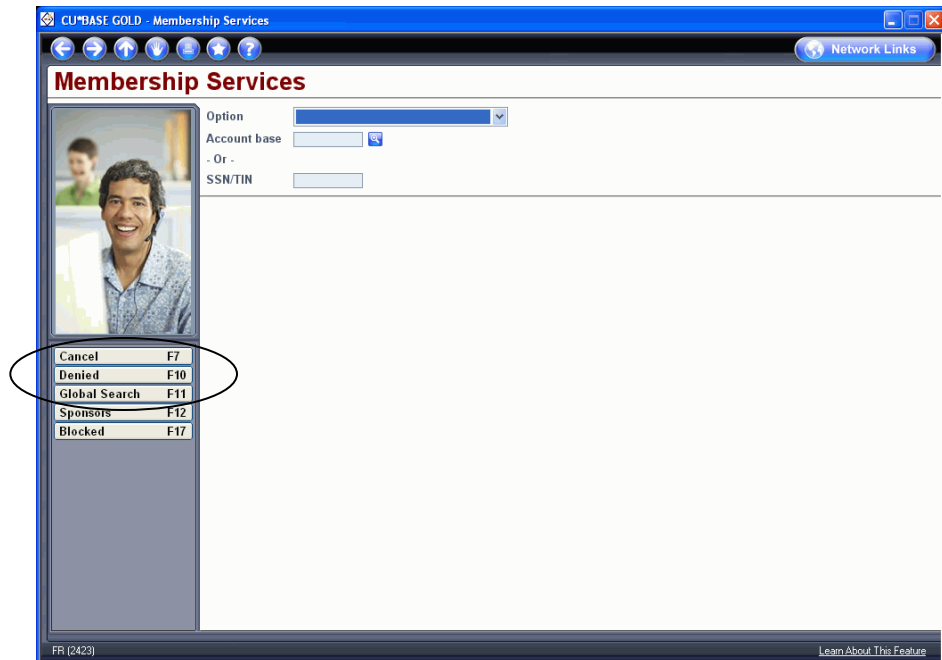 CU*BASE GOLD - Membership Services
Network Links
Membership Services
Option
Account base
- Or -
SSN/TIN
Cancel F7
Denied F10
Global Search F11
Sponsors F12
Blocked F17
FR (2423) Learn About This Feature